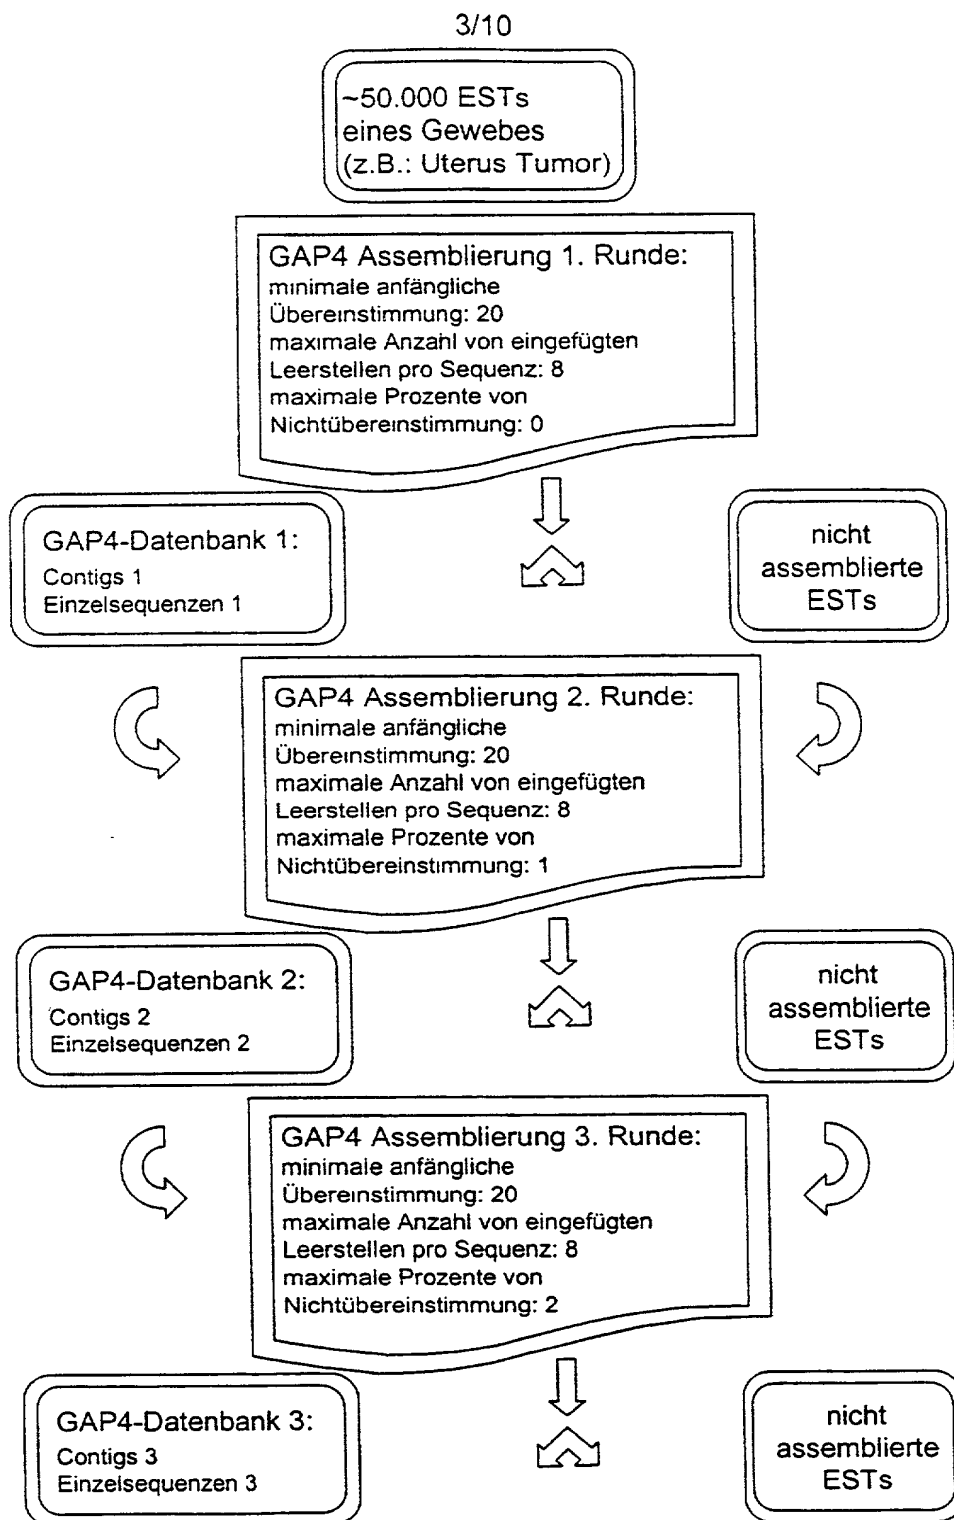 3/10
~50.000 ESTs
eines Gewebes
(z.B.: Uterus Tumor)
GAP4 Assemblierung 1. Runde:
minimale anfängliche
Übereinstimmung: 20
maximale Anzahl von eingefügten
Leerstellen pro Sequenz: 8
maximale Prozente von
Nichtübereinstimmung: 0
GAP4-Datenbank 1:
Contigs 1
Einzelsequenzen 1
nicht
assemblierte
ESTs
GAP4 Assemblierung 2. Runde:
minimale anfängliche
Übereinstimmung: 20
maximale Anzahl von eingefügten
Leerstellen pro Sequenz: 8
maximale Prozente von
Nichtübereinstimmung: 1
GAP4-Datenbank 2:
Contigs 2
Einzelsequenzen 2
nicht
assemblierte
ESTs
GAP4 Assemblierung 3. Runde:
minimale anfängliche
Übereinstimmung: 20
maximale Anzahl von eingefügten
Leerstellen pro Sequenz: 8
maximale Prozente von
Nichtübereinstimmung: 2
GAP4-Datenbank 3:
Contigs 3
Einzelsequenzen 3
nicht
assemblierte
ESTs